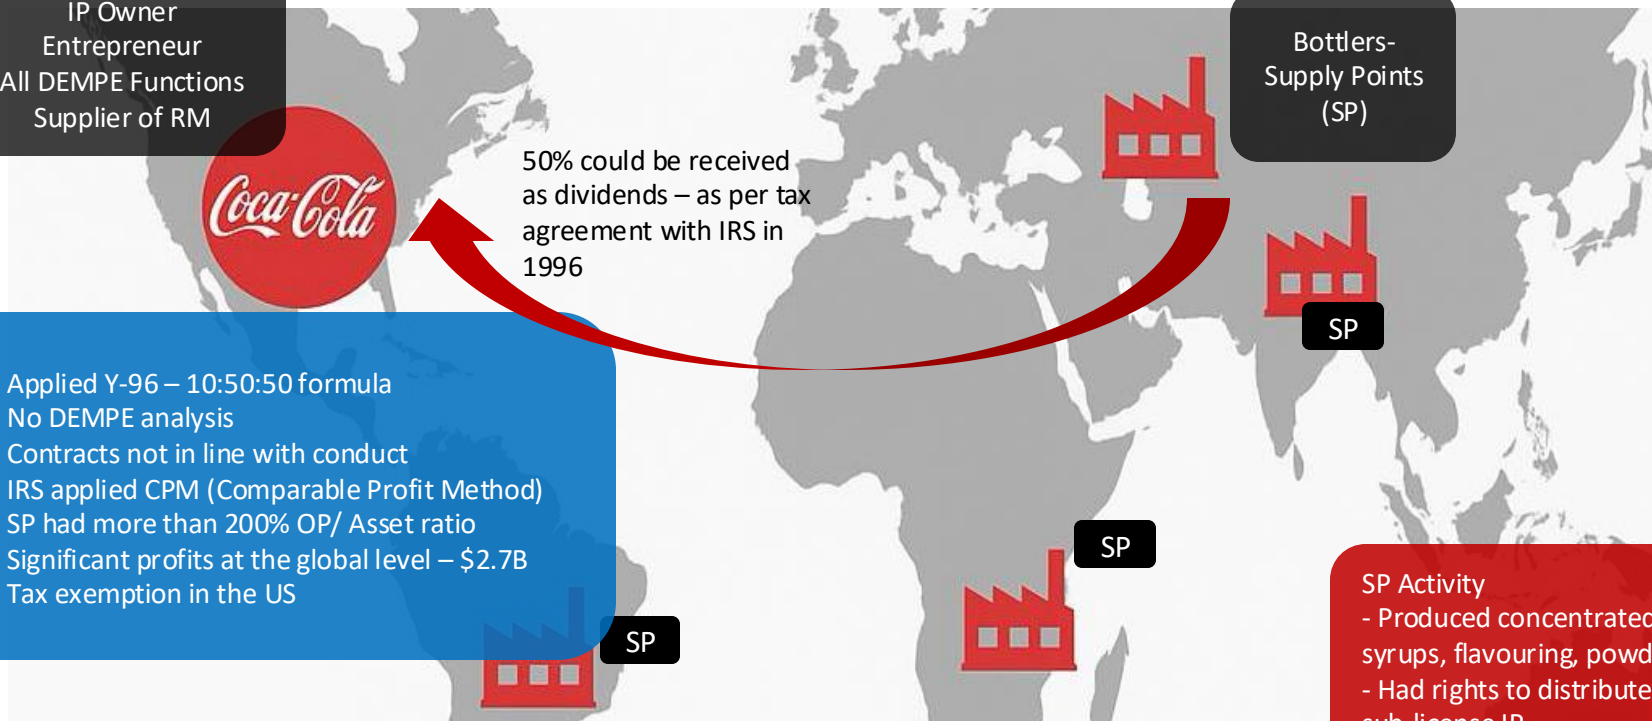 IP Owner
Entrepreneur
All DEMPE Functions
Supplier of RM
Coca-Cola
50% could be received
as dividends – as per tax
agreement with IRS in
1996
Bottlers-
Supply Points
(SP)
SP
Applied Y-96 – 10:50:50 formula
No DEMPE analysis
Contracts not in line with conduct
IRS applied CPM (Comparable Profit Method)
SP had more than 200% OP/ Asset ratio
Significant profits at the global level – $2.7B
Tax exemption in the US
SP
SP
SP Activity
- Produced concentrated
syrups, flavouring, powd
- Had rights to distribute
sub-license IP